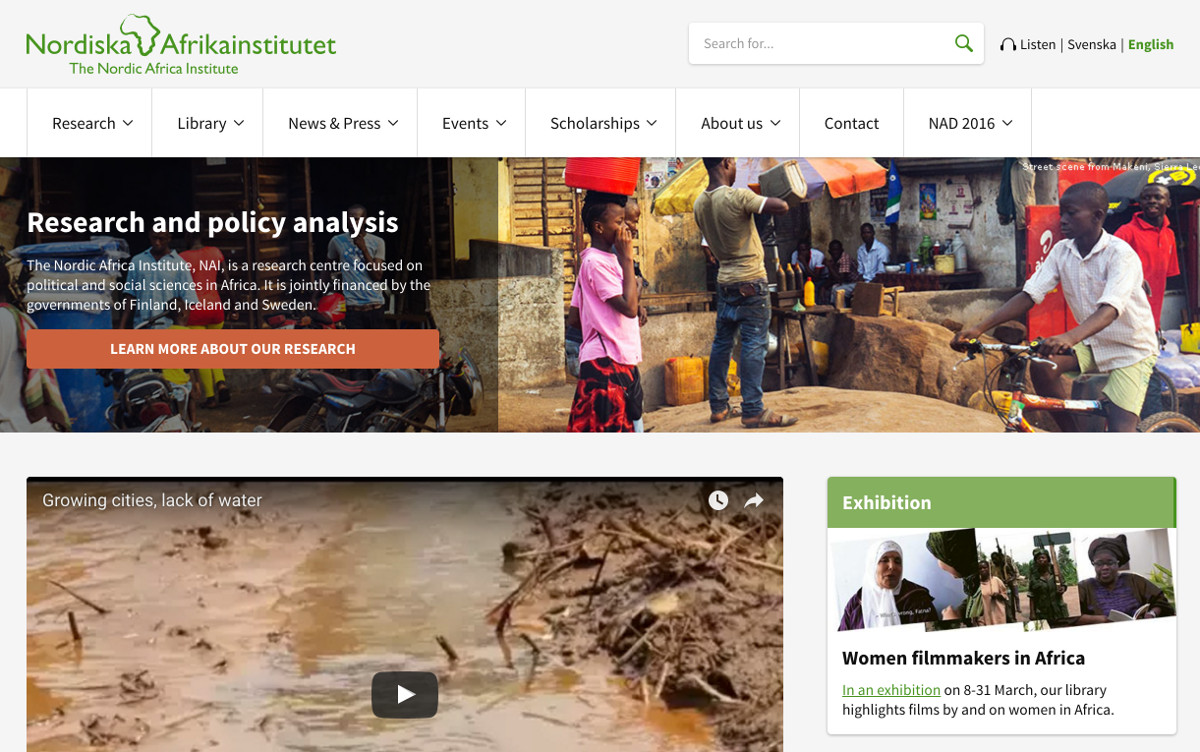 Nordiska Afrikainstitutet
The Nordic Africa Institute
Search for...
Listen | Svenska | English
Research
Library
News & Press
Events
Scholarships
About us
Contact
NAD 2016
Street scene from Makeni, Sierra Le
Research and policy analysis
The Nordic Africa Institute, NAI, is a research centre focused on
political and social sciences in Africa. It is jointly financed by the
governments of Finland, Iceland and Sweden.
LEARN MORE ABOUT OUR RESEARCH
Growing cities, lack of water
Exhibition
Women filmmakers in Africa
In an exhibition on 8-31 March, our library
highlights films by and on women in Africa.